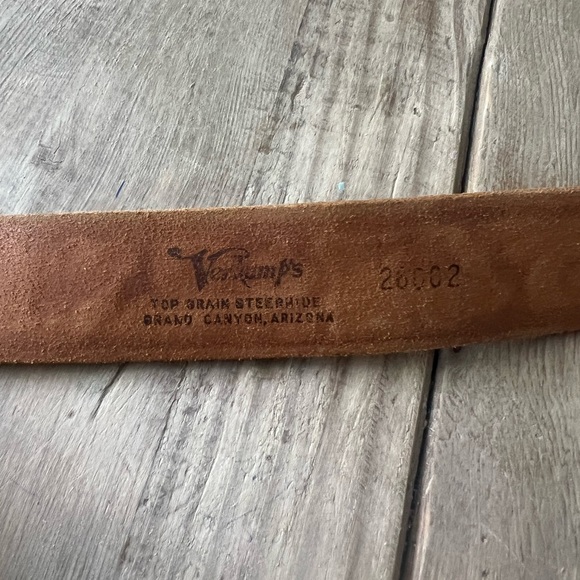 Verkamp's
26002
TOP GRAIN STEERHIDE
GRAND CANYON, ARIZONA